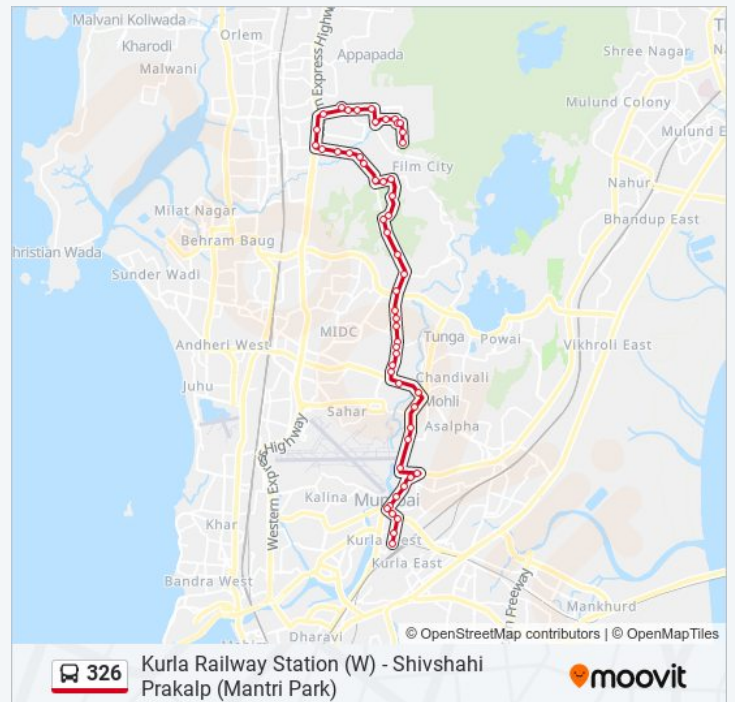 Malvani Koliwada
Kharodi
Orlem
Malwani
Appapada
Shree Nagar
Mulund Colony
Mulund E
Film City
Nahur
Milat Nagar
Bhandup East
Behram Baug
hristian Wada
Sunder Wadi
MIDC
Tunga
Powai
Andheri West
Vikhroli East
Chandivali
Juhu
Mohli
Sahar
Asalpha
Western Express Highway
Kalina
Mumbai
Khar
Kurla West
Kurla East
Bandra West
Freeway
Mankhurd
Dharavi
© OpenStreetMap contributors | © OpenMapTiles
326
Kurla Railway Station (W) - Shivshahi
Prakalp (Mantri Park)
moovit